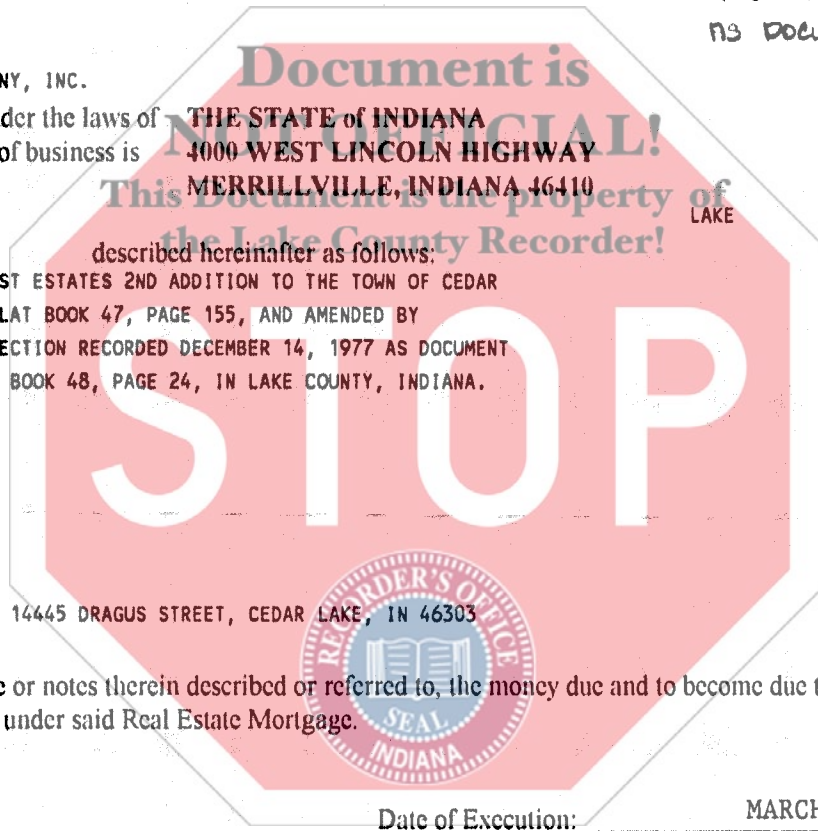 Document is
NY, INC.
der the laws of THE STATE of INDIANA
NOT OFFICIAL!
of business is 4000 WEST LINCOLN HIGHWAY
MERRILLVILLE, INDIANA 46410
This Document is the property of
LAKE
the Lake County Recorder!
described hereinafter as follows:
ST ESTATES 2ND ADDITION TO THE TOWN OF CEDAR
LAT BOOK 47, PAGE 155, AND AMENDED BY
ECTION RECORDED DECEMBER 14, 1977 AS DOCUMENT
BOOK 48, PAGE 24, IN LAKE COUNTY, INDIANA.
STOP
14445 DRAGUS STREET, CEDAR LAKE, IN 46303
RECORDER'S OFFICE
SEAL
INDIANA
e or notes therein described or referred to, the money due and to become due t
under said Real Estate Mortgage.
Date of Execution: MARCH